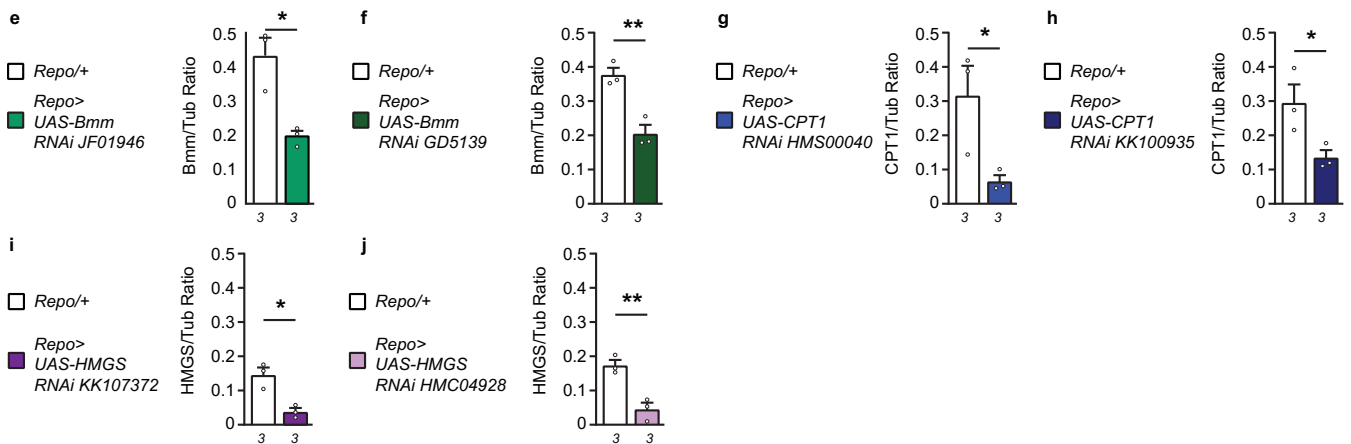 e
Repo/+
Repo>
UAS-Bmm
RNAi JF01946
Bmm/Tub Ratio
0.5
0.4
0.3
0.2
0.1
0
*
3 3
f
Repo/+
Repo>
UAS-Bmm
RNAi GD5139
Bmm/Tub Ratio
0.5
0.4
0.3
0.2
0.1
0
**
3 3
g
Repo/+
Repo>
UAS-CPT1
RNAi HMS00040
CPT1/Tub Ratio
0.5
0.4
0.3
0.2
0.1
0
*
3 3
h
Repo/+
Repo>
UAS-CPT1
RNAi KK100935
CPT1/Tub Ratio
0.5
0.4
0.3
0.2
0.1
0
*
3 3
i
Repo/+
Repo>
UAS-HMGS
RNAi KK107372
HMGS/Tub Ratio
0.5
0.4
0.3
0.2
0.1
0
*
3 3
j
Repo/+
Repo>
UAS-HMGS
RNAi HMC04928
HMGS/Tub Ratio
0.5
0.4
0.3
0.2
0.1
0
**
3 3